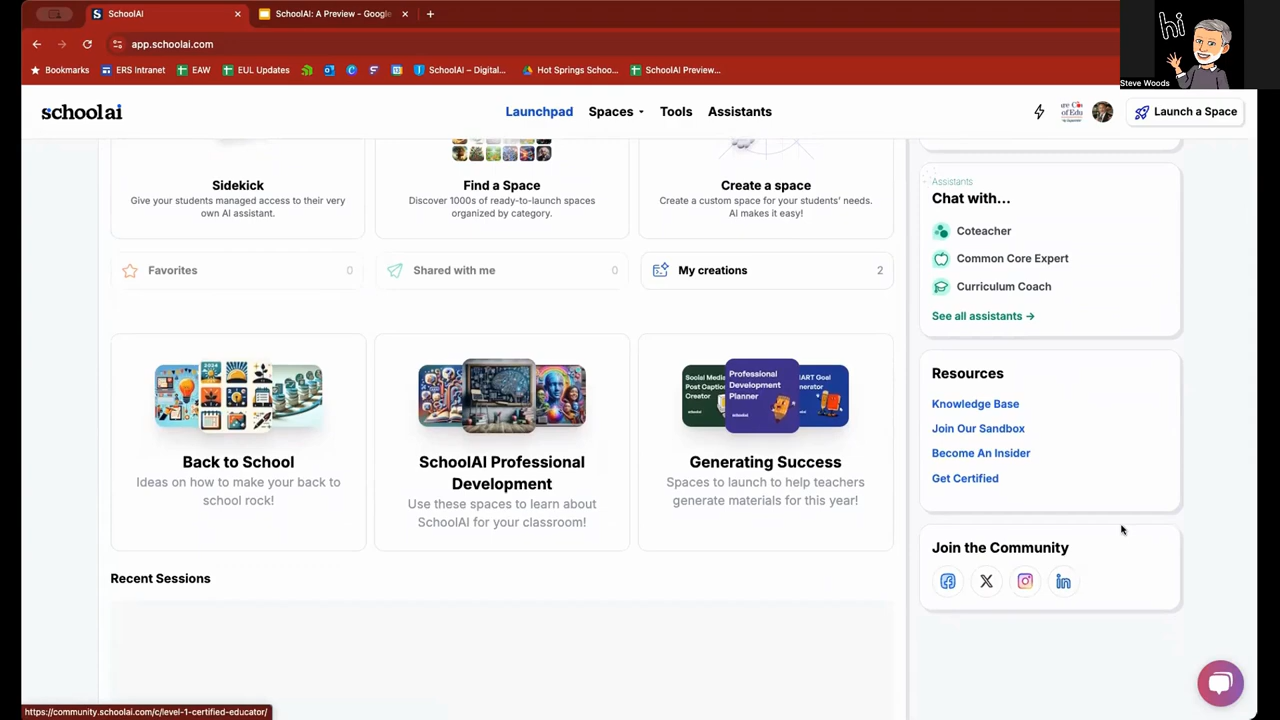 SchoolAI
SchoolAI: A Preview - Google
app.schoolai.com
hi
Steve Woods
Bookmarks
ERS Intranet
EAW
EUL Updates
SchoolAI – Digital...
Hot Springs Schoo...
SchoolAI Preview...
schoolai
Launchpad
Spaces
Tools
Assistants
Launch a Space
Sidekick
Give your students managed access to their very
own AI assistant.
Find a Space
Discover 1000s of ready-to-launch spaces
organized by category.
Create a space
Create a custom space for your students' needs.
AI makes it easy!
Favorites
0
Shared with me
0
My creations
2
Back to School
Ideas on how to make your back to
school rock!
SchoolAI Professional
Development
Use these spaces to learn about
SchoolAI for your classroom!
Social Media
Post Caption
Creator
Professional
Development
Planner
Generating Success
Spaces to launch to help teachers
generate materials for this year!
Recent Sessions
Assistants
Chat with...
Coteacher
Common Core Expert
Curriculum Coach
See all assistants →
Resources
Knowledge Base
Join Our Sandbox
Become An Insider
Get Certified
Join the Community
https://community.schoolai.com/c/level-1-certified-educator/